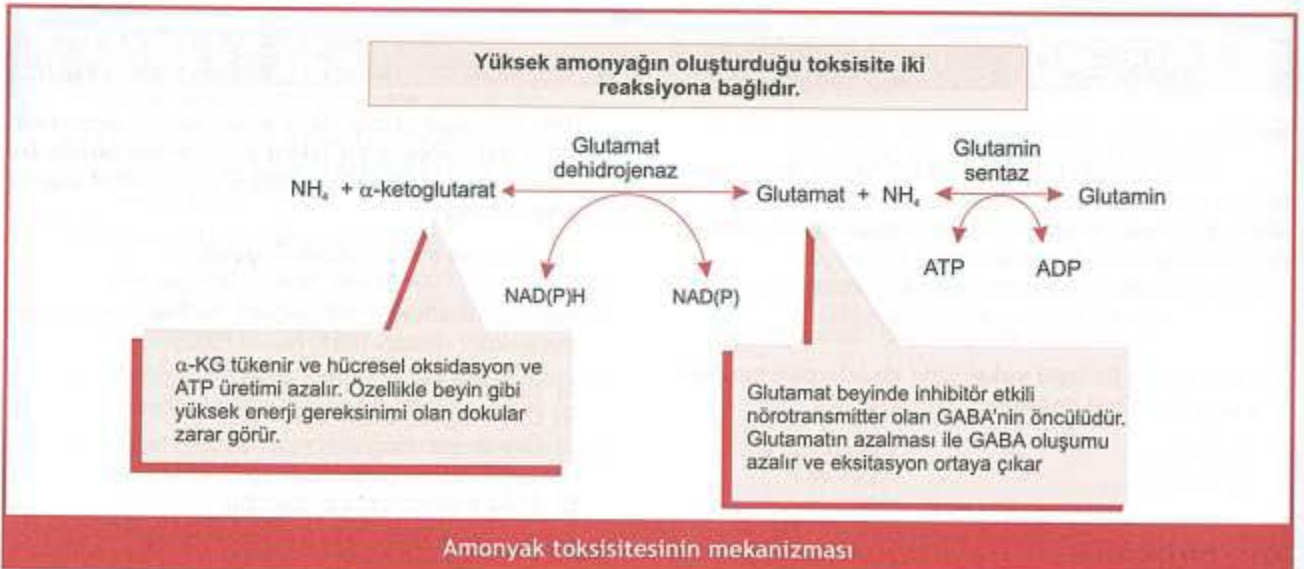 Yüksek amonyağın oluşturduğu toksisite iki
reaksiyona bağlıdır.
Glutamat
dehidrojenaz
Glutamin
sentaz
NH₄ + α-ketoglutarat
Glutamat + NH₄
Glutamin
NAD(P)H
NAD(P)
ATP
ADP
α-KG tükenir ve hücresel oksidasyon ve
ATP üretimi azalır. Özellikle beyin gibi
yüksek enerji gereksinimi olan dokular
zarar görür.
Glutamat beyinde inhibitör etkili
nörotransmitter olan GABA'nin öncülüdür.
Glutamatın azalması ile GABA oluşumu
azalır ve eksitasyon ortaya çıkar
Amonyak toksisitesinin mekanizması